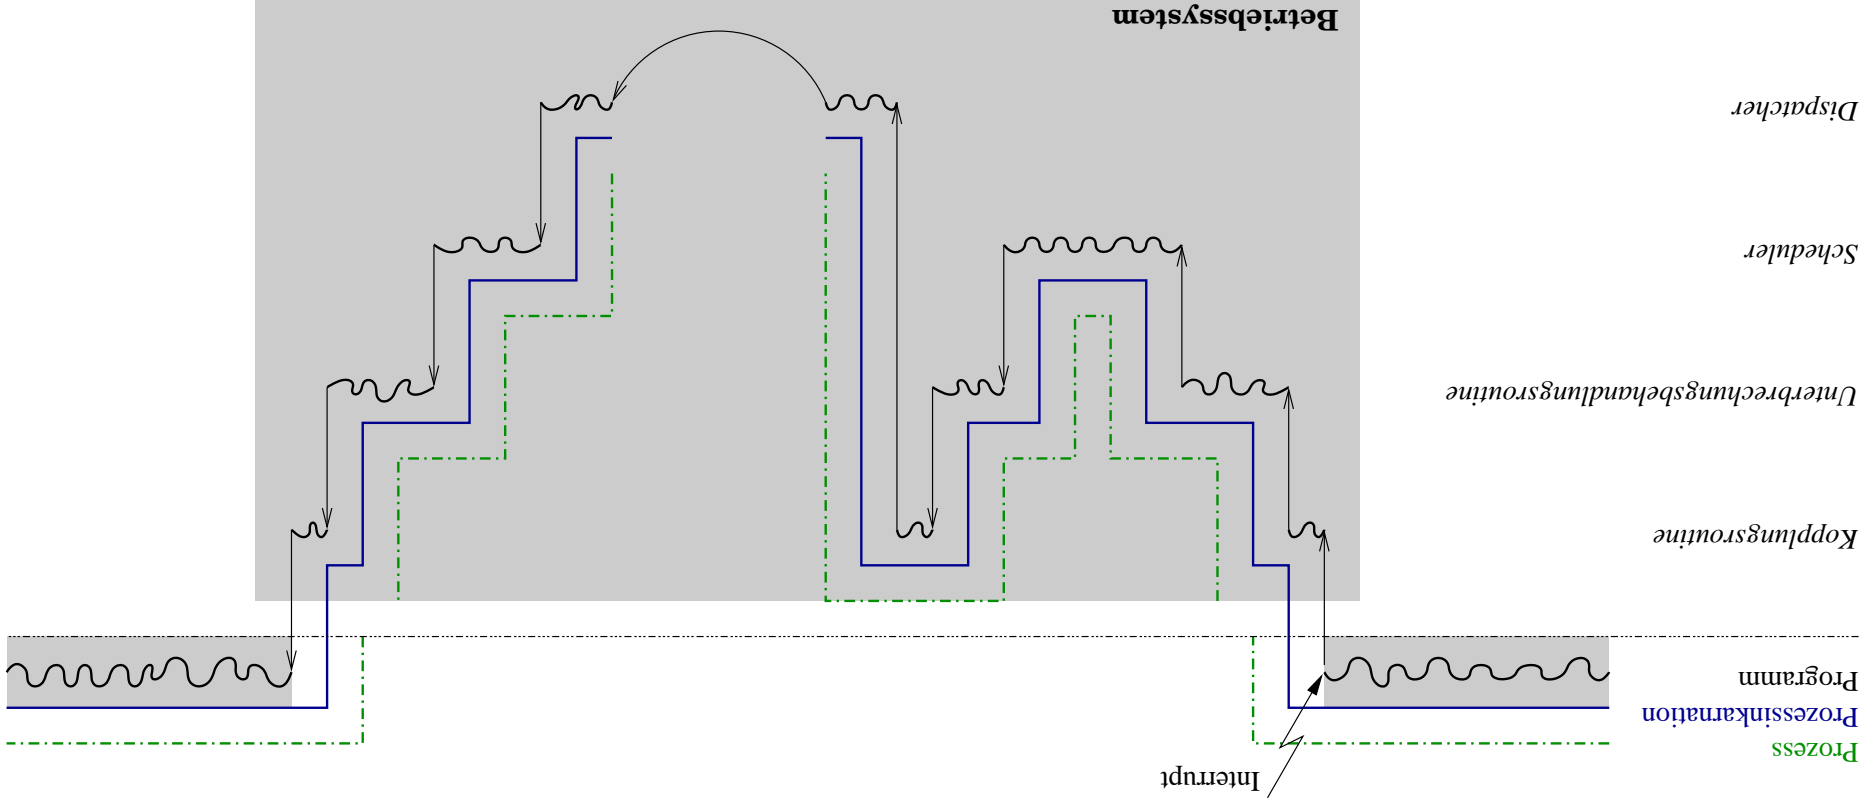 Interrupt
Prozess
Prozessinkarnation
Programm
Kopplungsroutine
Unterbrechungsbehandlungsroutine
Scheduler
Dispatcher
Betriebssystem